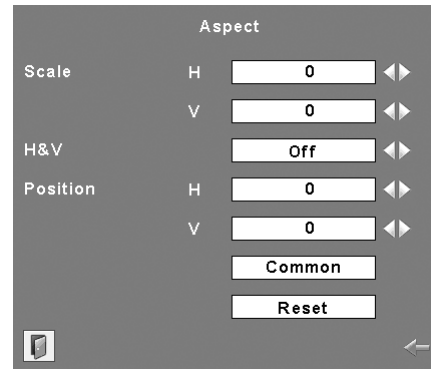 Aspect
Scale H 0
V 0
H&V Off
Position H 0
V 0
Common
Reset